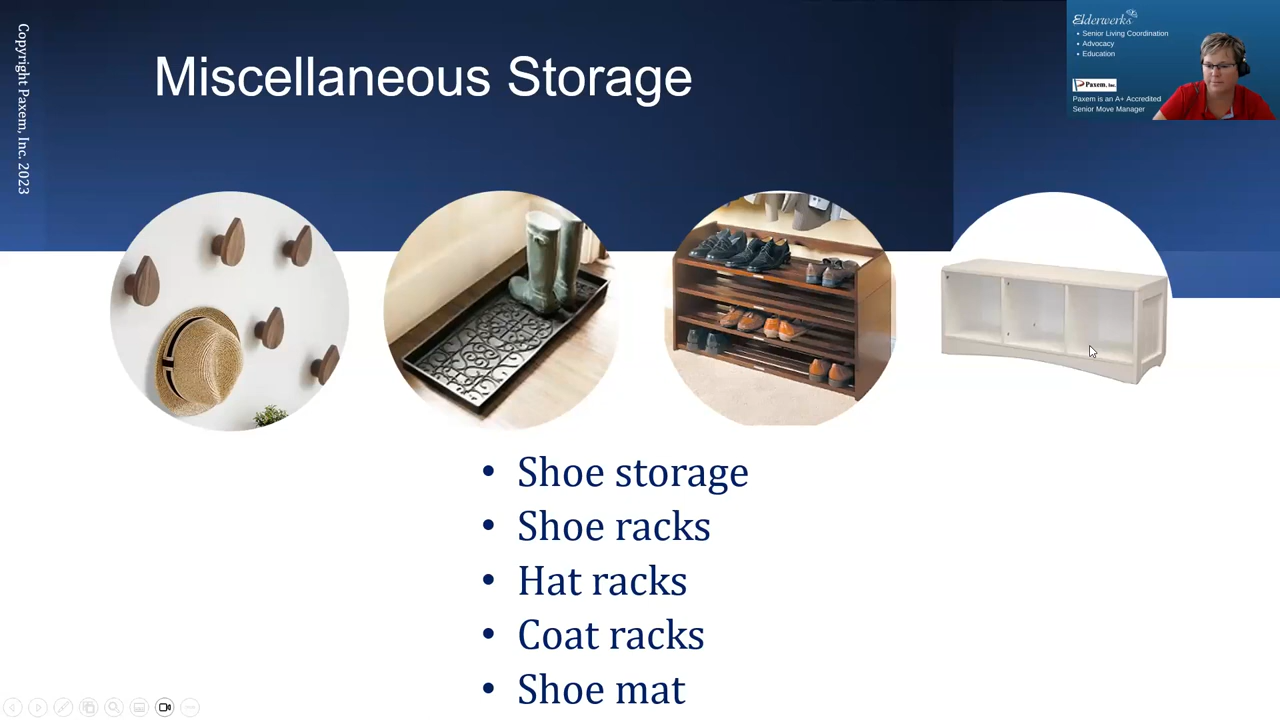 Copyright Paxem, Inc. 2023
Miscellaneous Storage
Elderwerks
• Senior Living Coordination
• Advocacy
• Education
Paxem, Inc.
Paxem is an A+ Accredited
Senior Move Manager
• Shoe storage
• Shoe racks
• Hat racks
• Coat racks
• Shoe mat